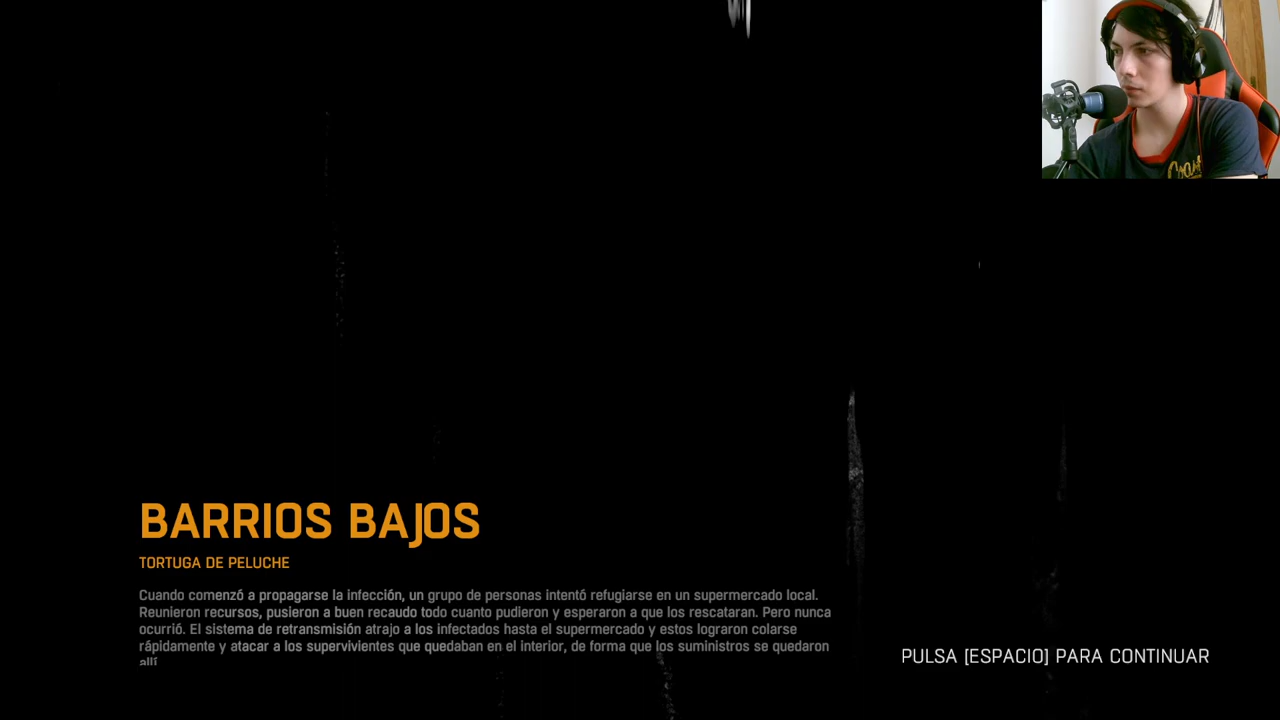 BARRIOS BAJOS
TORTUGA DE PELUCHE
Cuando comenzó a propagarse la infección, un grupo de personas intentó refugiarse en un supermercado local.
Reunieron recursos, pusieron a buen recaudo todo cuanto pudieron y esperaron a que los rescataran. Pero nunca
ocurrió. El sistema de retransmisión atrajo a los infectados hasta el supermercado y estos lograron colarse
rápidamente y atacar a los supervivientes que quedaban en el interior, de forma que los suministros se quedaron
allí
PULSA [ESPACIO] PARA CONTINUAR